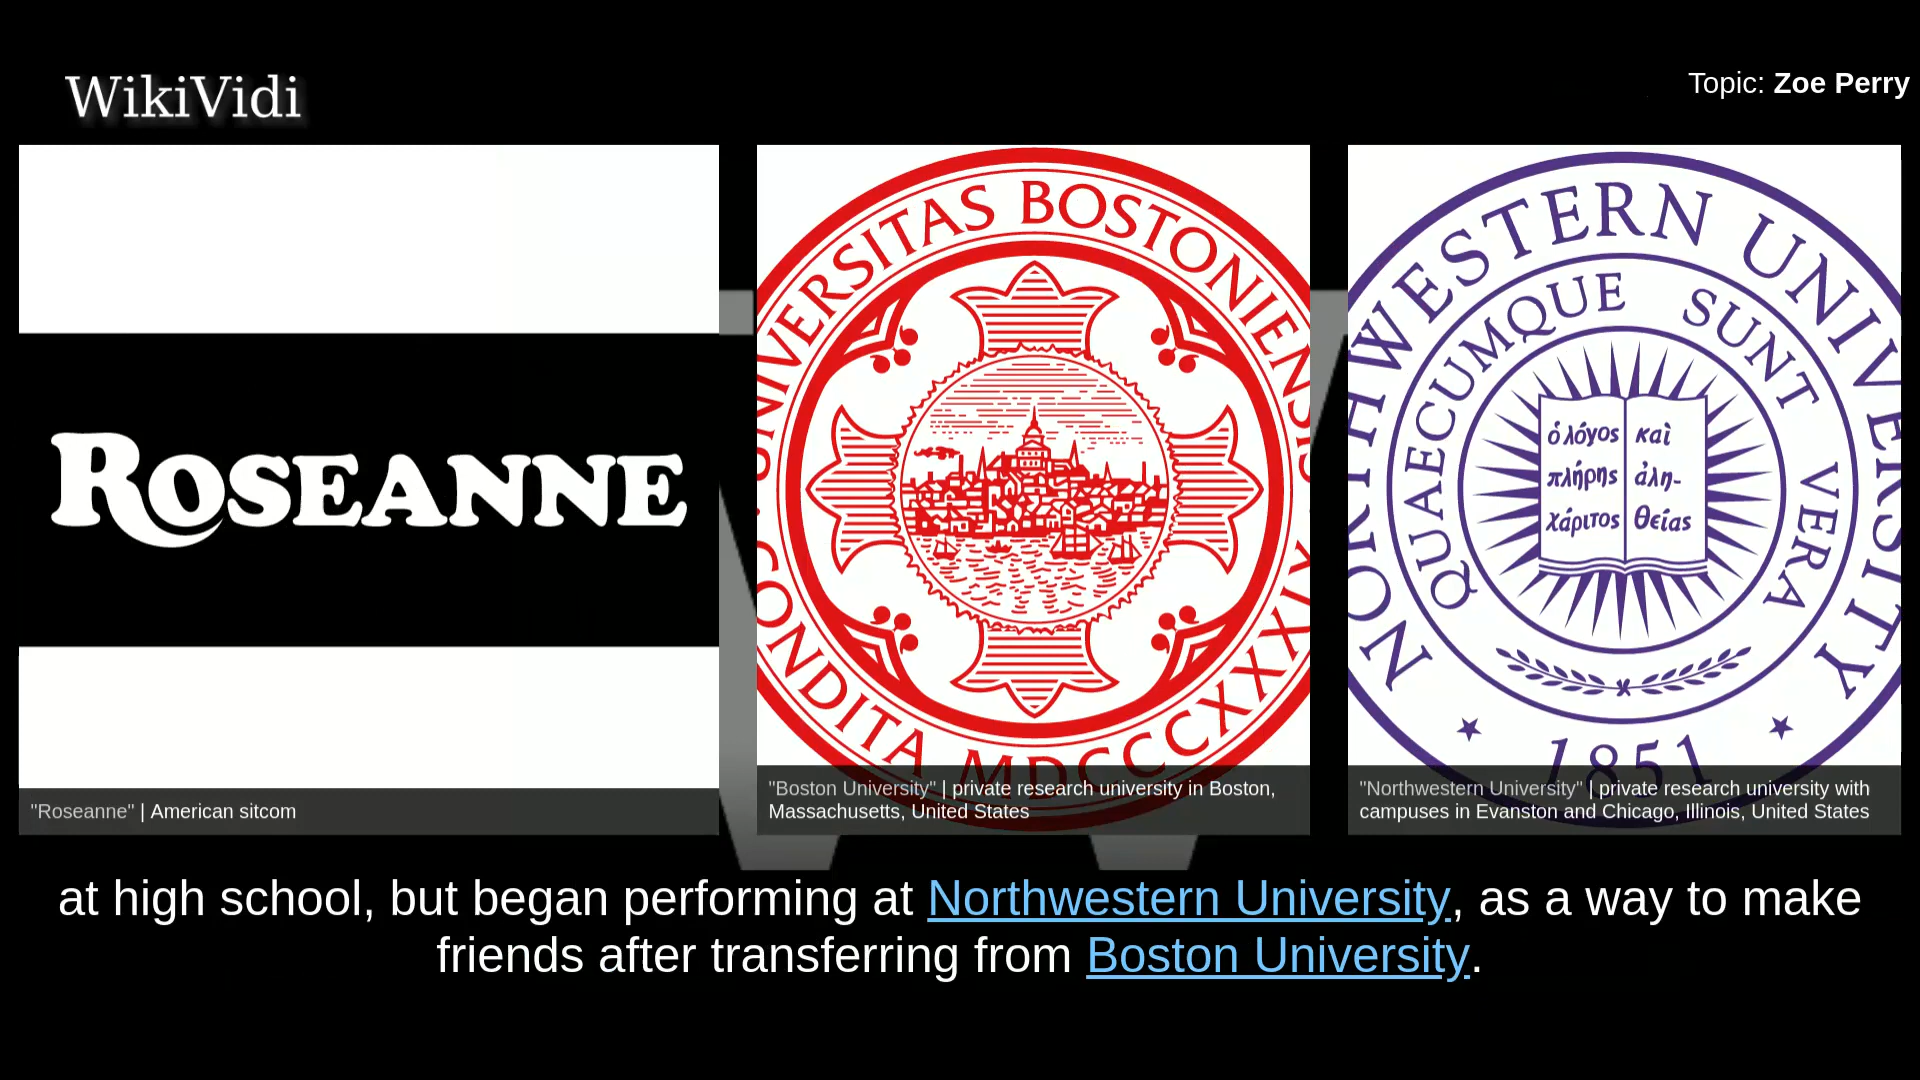 WikiVidi
Topic: Zoe Perry
ROSEANNE
"Roseanne" | American sitcom
UNIVERSITAS BOSTONIENSIS
CONDITA MDCCCXXXIX
"Boston University" | private research university in Boston,
Massachusetts, United States
NORTHWESTERN UNIVERSITY
QUAECUMQUE SUNT VERA
ὁ λόγος καὶ
πλήρης ἀλη-
χάριτος θείας
1851
"Northwestern University" | private research university with
campuses in Evanston and Chicago, Illinois, United States
at high school, but began performing at Northwestern University, as a way to make
friends after transferring from Boston University.